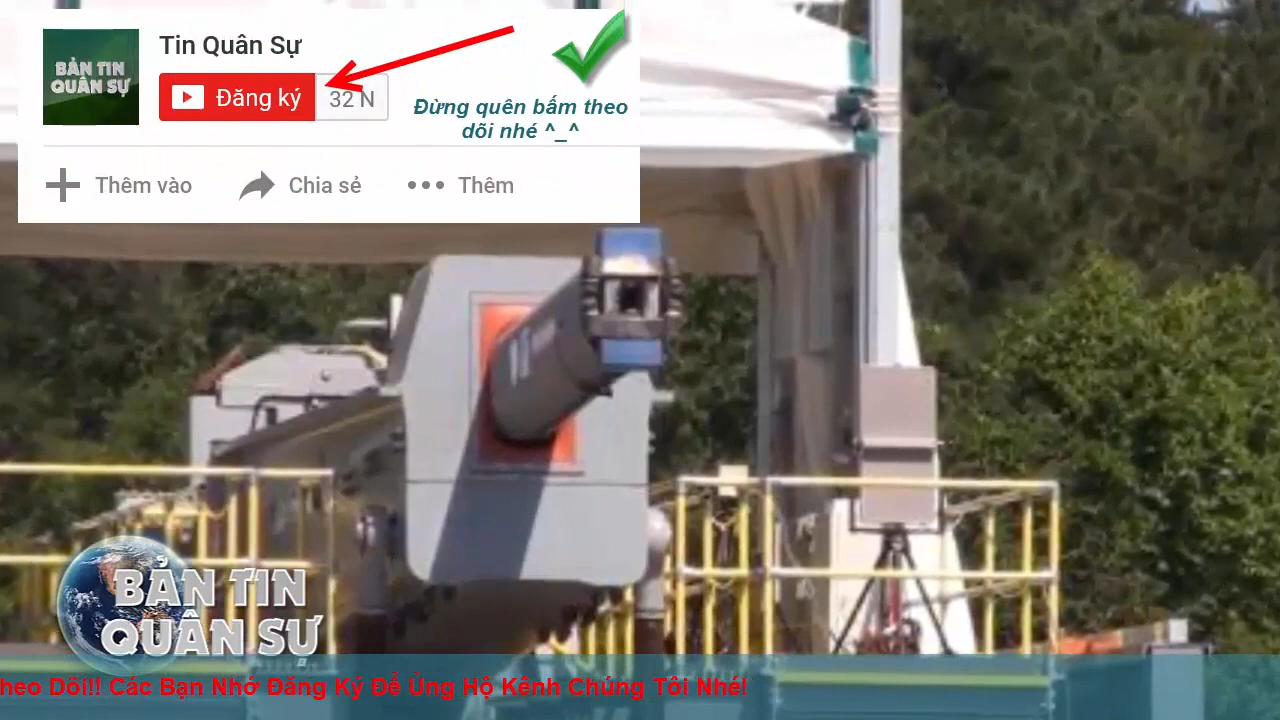 Tin Quân Sự
BẢN TIN
QUÂN SỰ
Đăng ký
32 N
Đừng quên bấm theo
dõi nhé ^_^
Thêm vào
Chia sẻ
Thêm
BẢN TIN
QUÂN SỰ
heo Dõi!! Các Bạn Nhớ Đăng Ký Để Ủng Hộ Kênh Chúng Tôi Nhé!